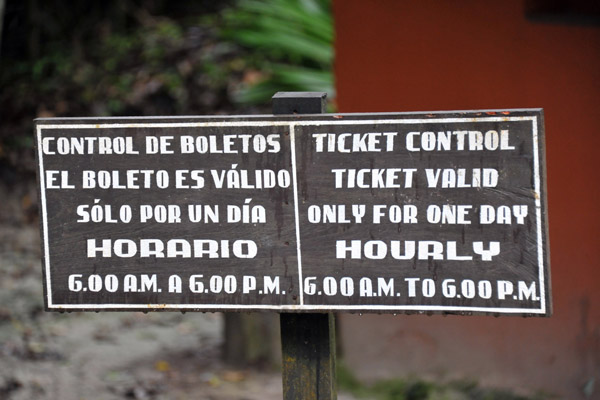 CONTROL DE BOLETOS
EL BOLETO ES VÁLIDO
SÓLO POR UN DÍA
HORARIO
6.00 A.M. A 6.00 P.M.
TICKET CONTROL
TICKET VALID
ONLY FOR ONE DAY
HOURLY
6.00 A.M. TO 6.00 P.M.